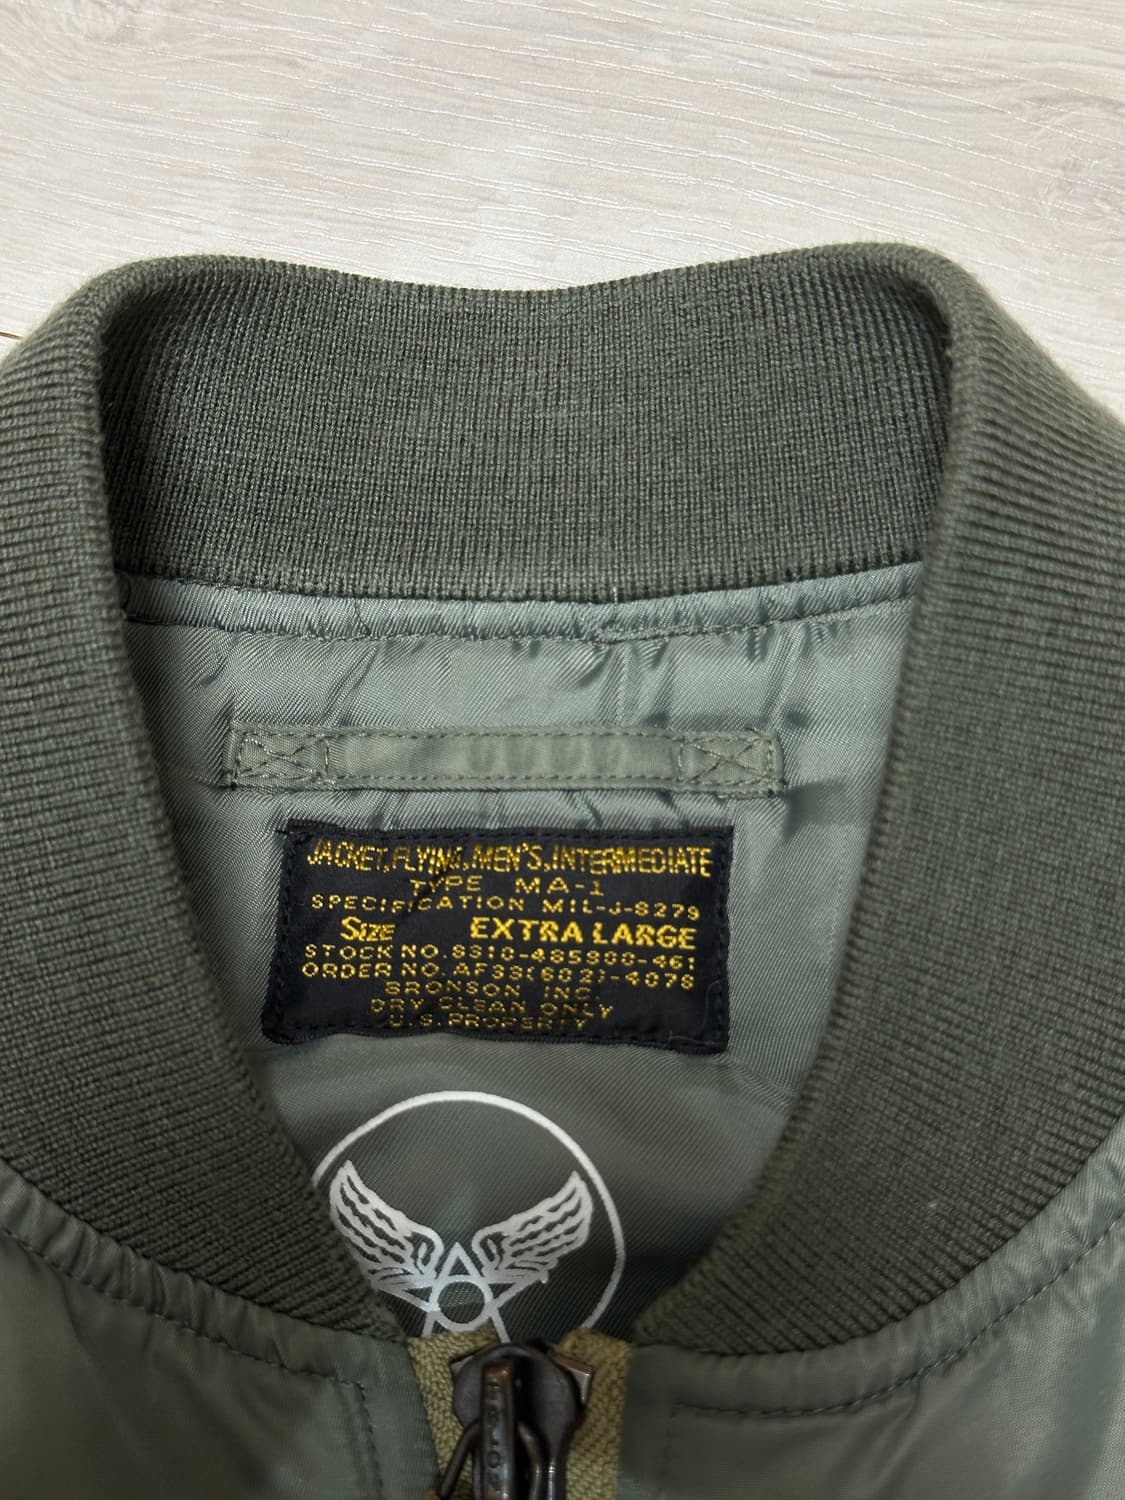 JACKET, FLYING, MEN'S, INTERMEDIATE
TYPE MA-1
SPECIFICATION MIL-J-8279
SIZE EXTRA LARGE
STOCK NO. 8310-485900-461
ORDER NO. AF33(602)-4078
BRONSON INC
DRY CLEAN ONLY
U.S. PROPERTY